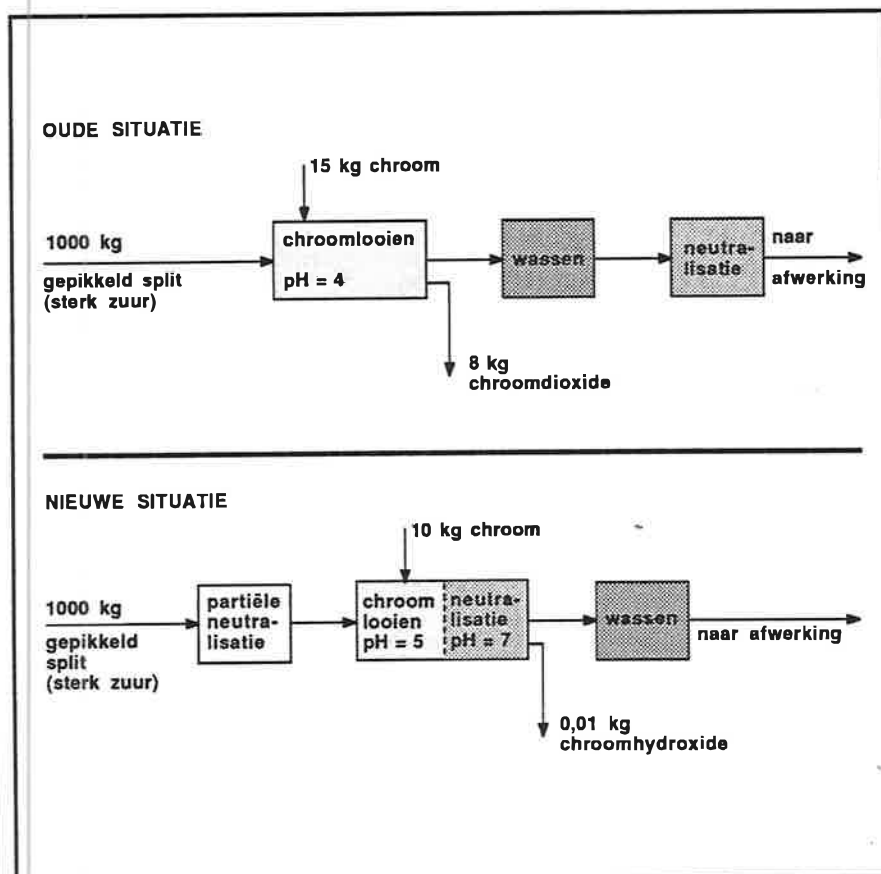 OUDE SITUATIE
15 kg chroom
1000 kg
gepikkeld split
(sterk zuur)
chroomlooien
pH = 4
wassen
neutra-
lisatie
naar
afwerking
8 kg
chroomdioxide
NIEUWE SITUATIE
10 kg chroom
1000 kg
gepikkeld
split
(sterk zuur)
partiële
neutra-
lisatie
chroom
looien
pH = 5
neutra-
lisatie
pH = 7
wassen
naar afwerking
0,01 kg
chroomhydroxide